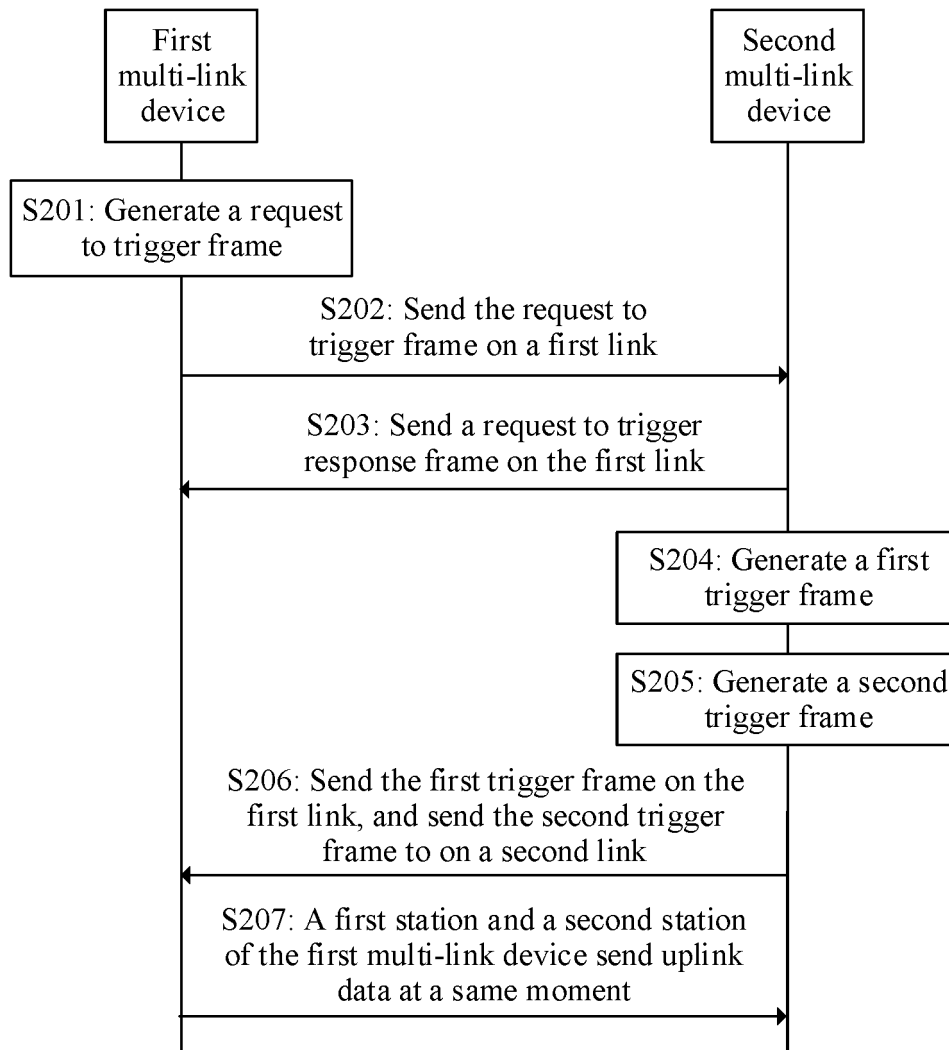 First
multi-link
device
Second
multi-link
device
S201: Generate a request
to trigger frame
S202: Send the request to
trigger frame on a first link
S203: Send a request to trigger
response frame on the first link
S204: Generate a first
trigger frame
S205: Generate a second
trigger frame
S206: Send the first trigger frame on the
first link, and send the second trigger
frame to on a second link
S207: A first station and a second station
of the first multi-link device send uplink
data at a same moment